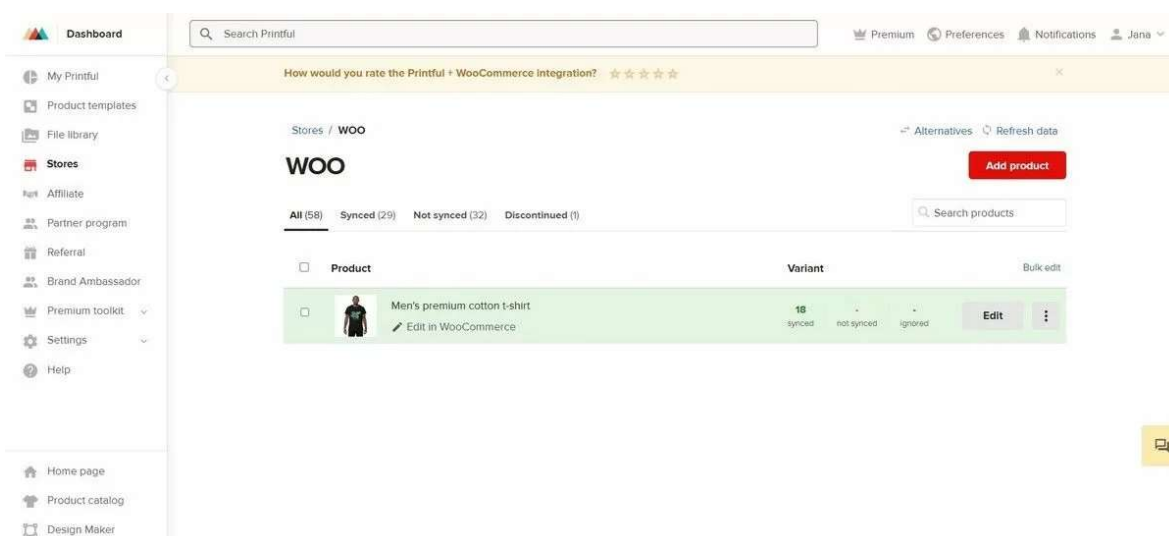 Dashboard
Search Printful
Premium
Preferences
Notifications
Jana
My Printful
Product templates
File library
Stores
Affiliate
Partner program
Referral
Brand Ambassador
Premium toolkit
Settings
Help
Home page
Product catalog
Design Maker
How would you rate the Printful + WooCommerce integration?
Stores / WOO
Alternatives
Refresh data
WOO
Add product
All (58)
Synced (29)
Not synced (32)
Discontinued (1)
Search products
Product
Variant
Bulk edit
Men's premium cotton t-shirt
Edit in WooCommerce
18
synced
-
not synced
-
ignored
Edit